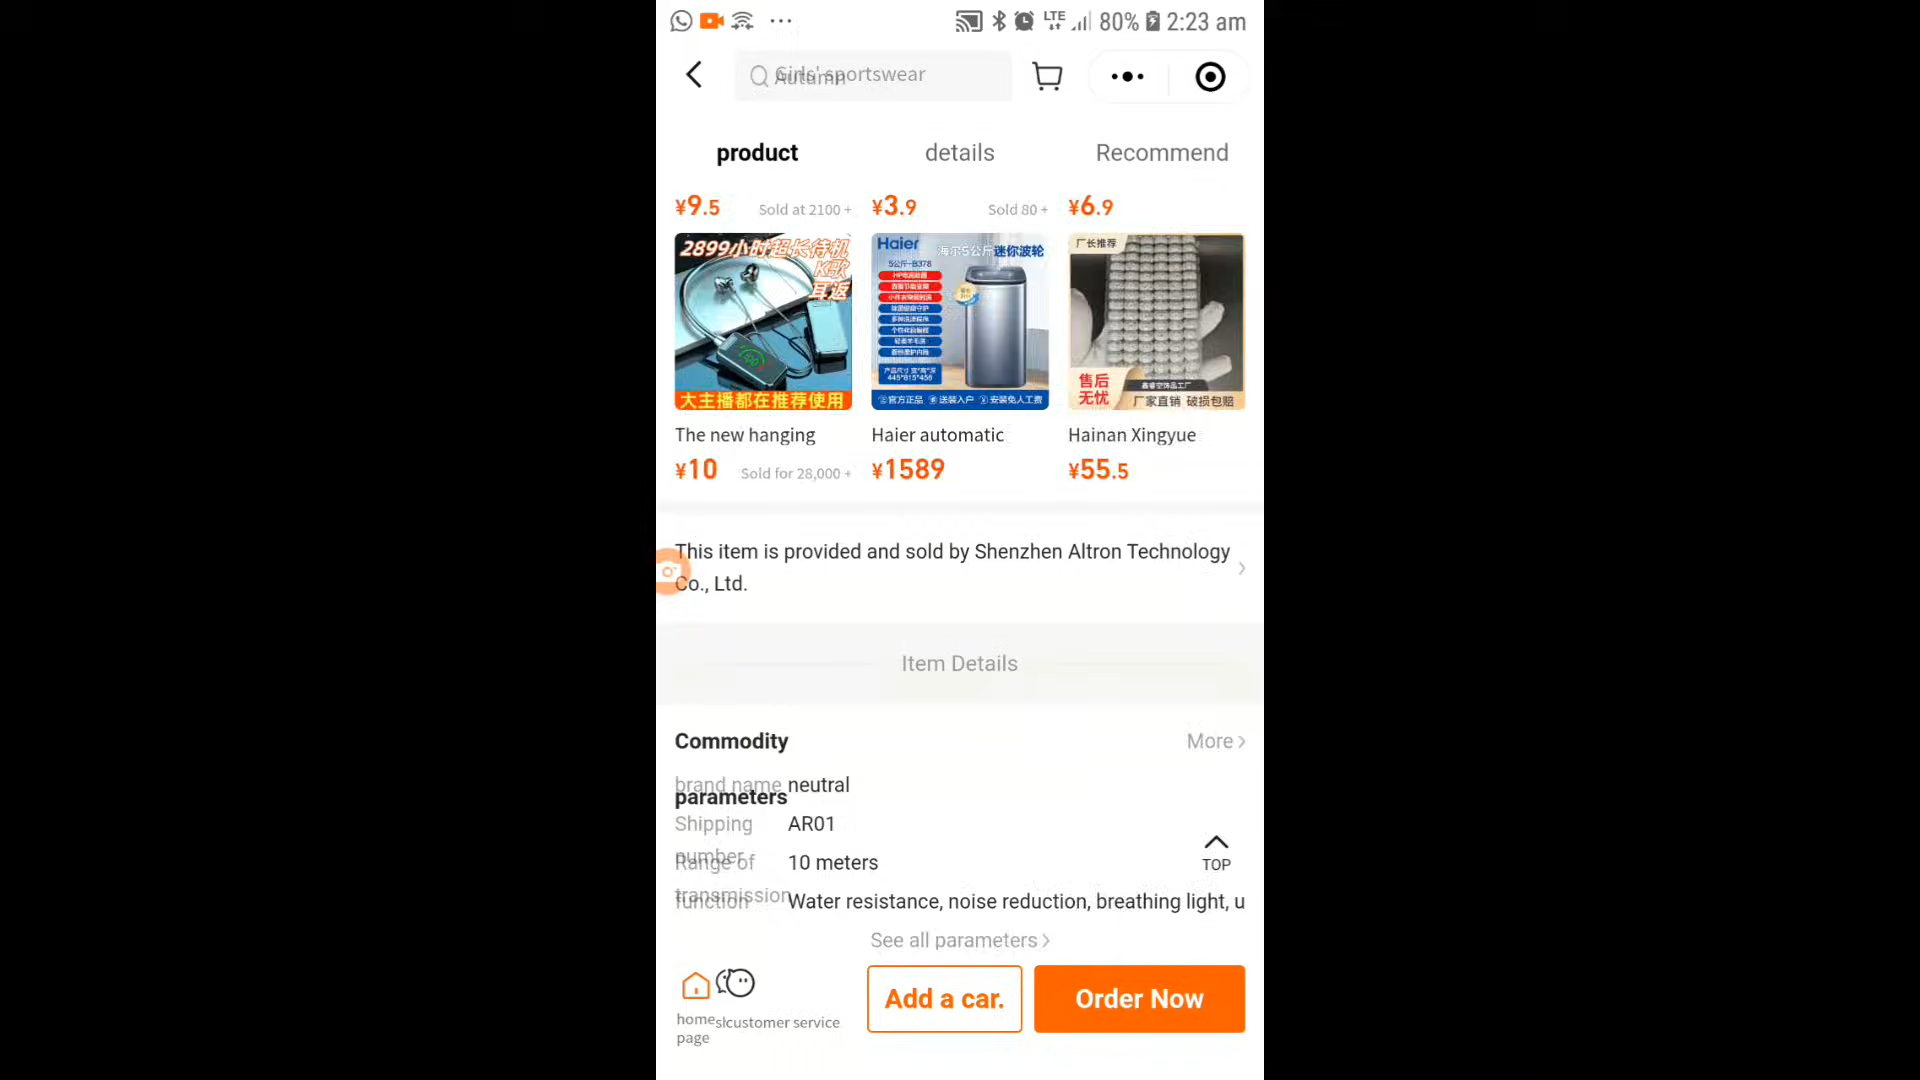 LTE 80% 2:23 am
Girls' sportswear
Autumn
product details Recommend
¥9.5 Sold at 2100 + ¥3.9 Sold 80 + ¥6.9
2899小时超长待机
K歌
耳返
大主播都在推荐使用
Haier 海尔5公斤迷你波轮
5公斤-B378
产品尺寸 宽*高*深
445*815*456
官方正品 送装入户 安装免人工费
厂长推荐
售后
无忧
厂家直销 破损包赔
The new hanging Haier automatic Hainan Xingyue
¥10 Sold for 28,000 + ¥1589 ¥55.5
This item is provided and sold by Shenzhen Altron Technology
Co., Ltd.
Item Details
Commodity More
parameters
brand name neutral
Shipping AR01
number
Range of 10 meters
transmission
function Water resistance, noise reduction, breathing light, u
TOP
See all parameters
home customer service
page
Add a car. Order Now